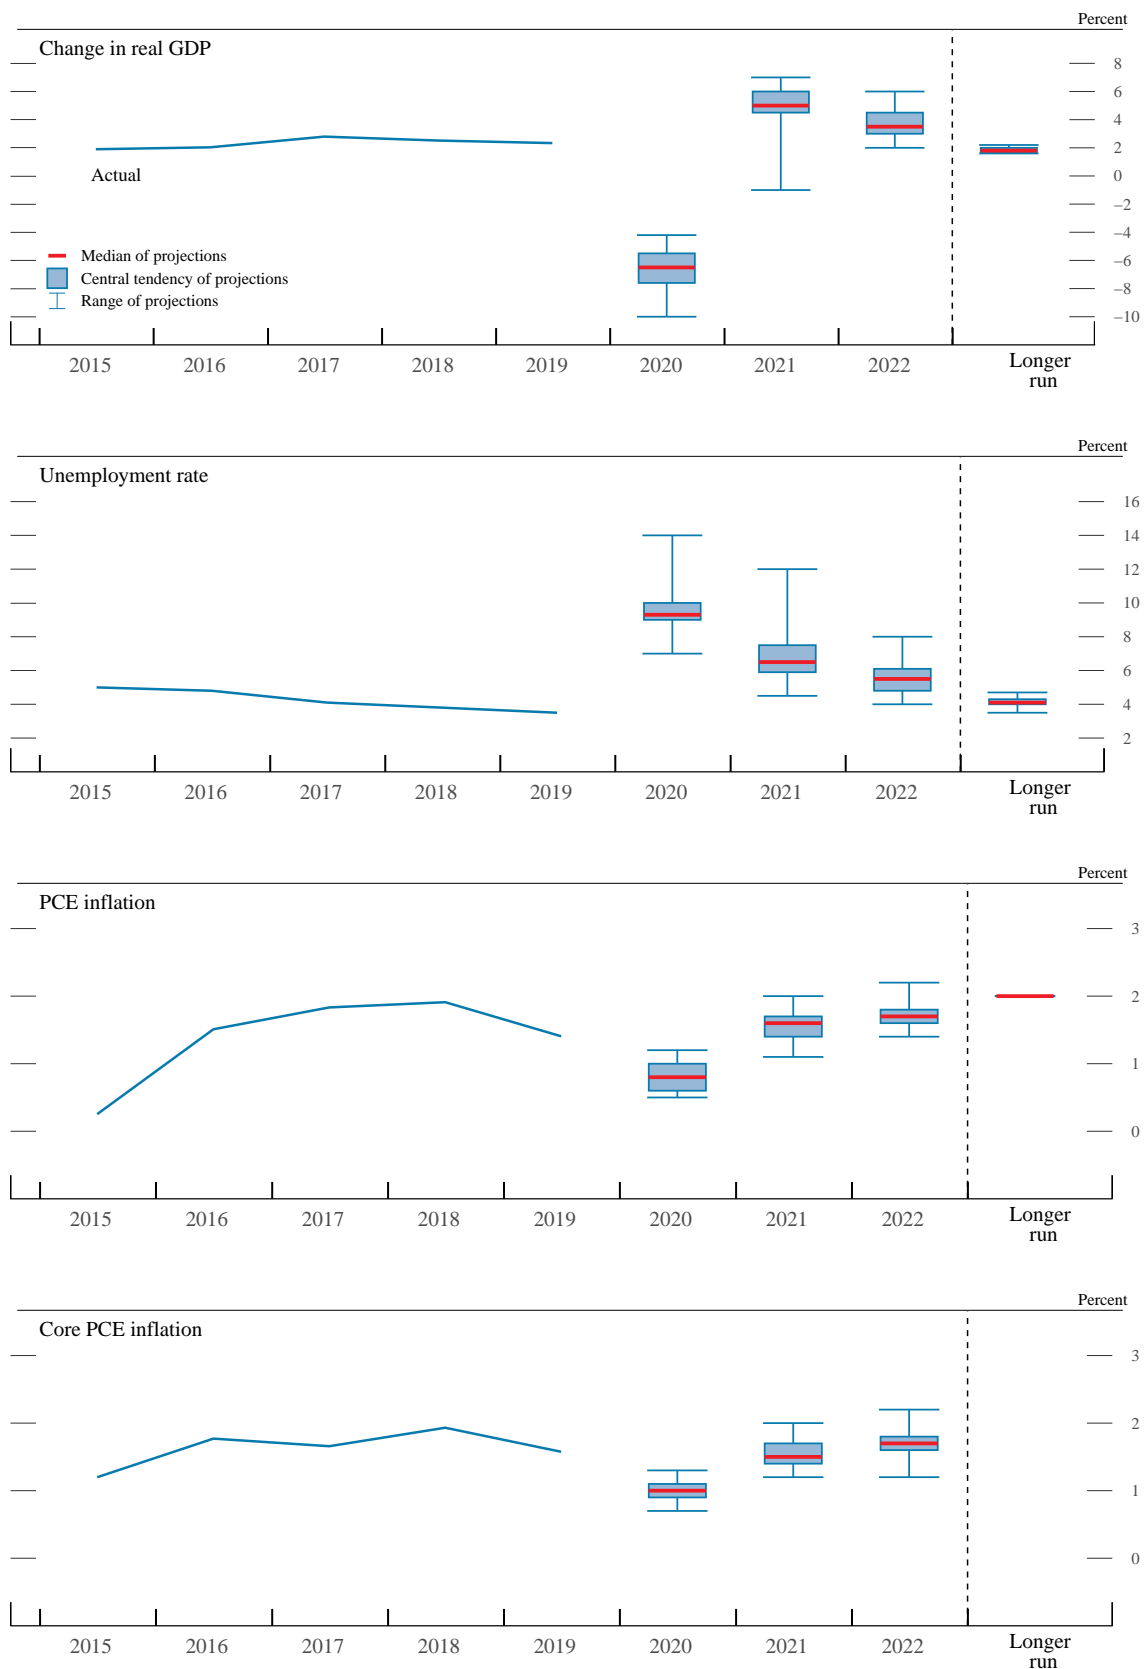 Percent
Change in real GDP
8
6
4
2
Actual
0
−2
−4
Median of projections
−6
Central tendency of projections
−8
Range of projections
−10
2015 2016 2017 2018 2019 2020 2021 2022 Longer
run
Percent
Unemployment rate
16
14
12
10
8
6
4
2
2015 2016 2017 2018 2019 2020 2021 2022 Longer
run
Percent
PCE inflation
3
2
1
0
2015 2016 2017 2018 2019 2020 2021 2022 Longer
run
Percent
Core PCE inflation
3
2
1
0
2015 2016 2017 2018 2019 2020 2021 2022 Longer
run